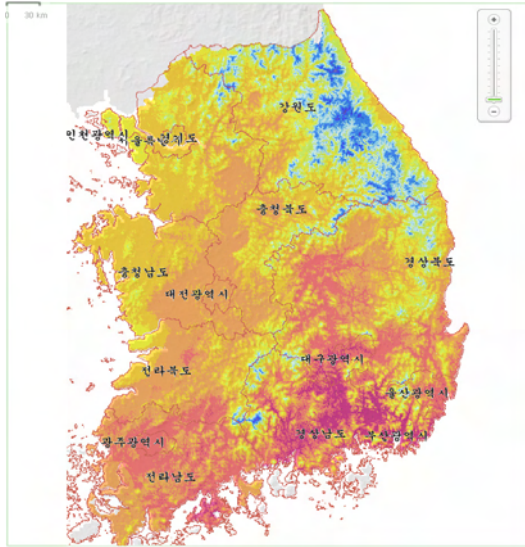 0 30 km
강원도
인천광역시
서울특경기도
충청북도
경상북도
충청남도
대전광역시
대구광역시
전라북도
울산광역시
경상남도
부산광역시
광주광역시
전라남도